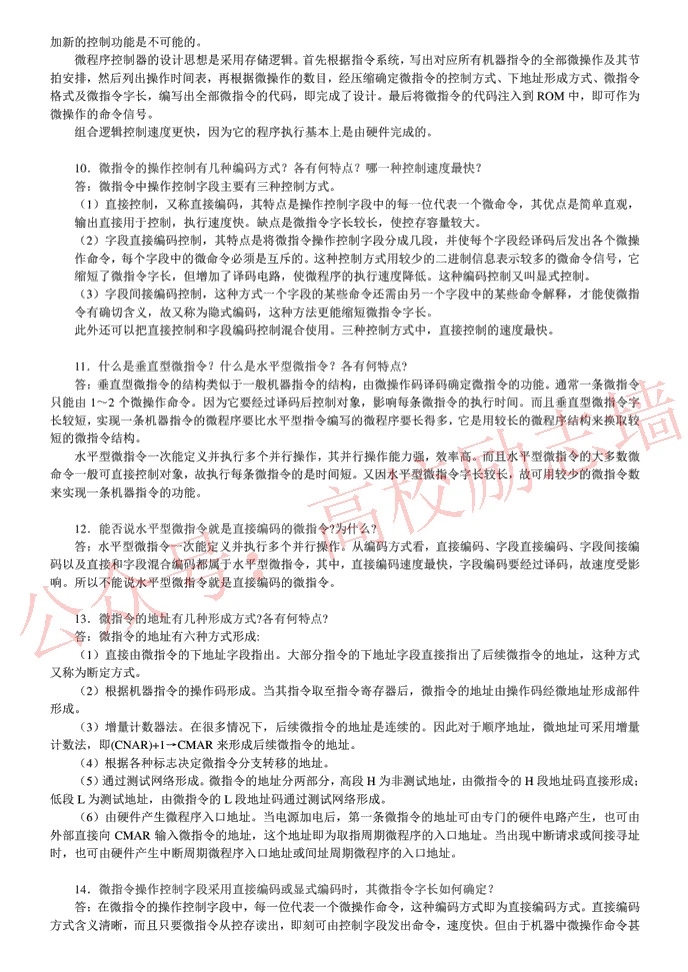 加新的控制功能是不可能的。
微程序控制器的设计思想是采用存储逻辑。首先根据指令系统，写出对应所有机器指令的全部微操作及其节
拍安排，然后列出操作时间表，再根据微操作的数目，经压缩确定微指令的控制方式、下地址形成方式、微指令
格式及微指令字长，编写出全部微指令的代码，即完成了设计。最后将微指令的代码注入到 ROM 中，即可作为
微操作的命令信号。
组合逻辑控制速度更快，因为它的程序执行基本上是由硬件完成的。
10．微指令的操作控制有几种编码方式？各有何特点？哪一种控制速度最快？
答：微指令中操作控制字段主要有三种控制方式。
（1）直接控制，又称直接编码，其特点是操作控制字段中的每一位代表一个微命令，其优点是简单直观，
输出直接用于控制，执行速度快。缺点是微指令字长较长，使控存容量较大。
（2）字段直接编码控制，其特点是将微指令操作控制字段分成几段，并使每个字段经译码后发出各个微操
作命令，每个字段中的微命令必须是互斥的。这种控制方式用较少的二进制信息表示较多的微命令信号，它
缩短了微指令字长，但增加了译码电路，使微程序的执行速度降低。这种编码控制又叫显式控制。
（3）字段间接编码控制，这种方式一个字段的某些命令还需由另一个字段中的某些命令解释，才能使微指
令有确切含义，故又称为隐式编码，这种方法更能缩短微指令字长。
此外还可以把直接控制和字段编码控制混合使用。三种控制方式中，直接控制的速度最快。
11．什么是垂直型微指令？什么是水平型微指令？各有何特点?
答：垂直型微指令的结构类似于一般机器指令的结构，由微操作码译码确定微指令的功能。通常一条微指令
只能由 1～2 个微操作命令。因为它要经过译码后控制对象，影响每条微指令的执行时间。而且垂直型微指令字
长较短，实现一条机器指令的微程序要比水平型指令编写的微程序要长得多，它是用较长的微程序结构来换取较
短的微指令结构。
水平型微指令一次能定义并执行多个并行操作，其并行操作能力强，效率高。而且水平型微指令的大多数微
命令一般可直接控制对象，故执行每条微指令的是时间短。又因水平型微指令字长较长，故可用较少的微指令数
来实现一条机器指令的功能。
12．能否说水平型微指令就是直接编码的微指令?为什么?
答：水平型微指令一次能定义并执行多个并行操作。从编码方式看，直接编码、字段直接编码、字段间接编
码以及直接和字段混合编码都属于水平型微指令，其中，直接编码速度最快，字段编码要经过译码，故速度受影
响。所以不能说水平型微指令就是直接编码的微指令。
13．微指令的地址有几种形成方式?各有何特点?
答：微指令的地址有六种方式形成:
（1）直接由微指令的下地址字段指出。大部分指令的下地址字段直接指出了后续微指令的地址，这种方式
又称为断定方式。
（2）根据机器指令的操作码形成。当其指令取至指令寄存器后，微指令的地址由操作码经微地址形成部件
形成。
（3）增量计数器法。在很多情况下，后续微指令的地址是连续的。因此对于顺序地址，微地址可采用增量
计数法，即(CNAR)+1→CMAR 来形成后续微指令的地址。
（4）根据各种标志决定微指令分支转移的地址。
（5）通过测试网络形成。微指令的地址分两部分，高段 H 为非测试地址，由微指令的 H 段地址码直接形成；
低段 L 为测试地址，由微指令的 L 段地址码通过测试网络形成。
（6）由硬件产生微程序入口地址。当电源加电后，第一条微指令的地址可由专门的硬件电路产生，也可由
外部直接向 CMAR 输入微指令的地址，这个地址即为取指周期微程序的入口地址。当出现中断请求或间接寻址
时，也可由硬件产生中断周期微程序入口地址或间址周期微程序的入口地址。
14．微指令操作控制字段采用直接编码或显式编码时，其微指令字长如何确定？
答：在微指令的操作控制字段中，每一位代表一个微操作命令，这种编码方式即为直接编码方式。直接编码
方式含义清晰，而且只要微指令从控存读出，即刻可由控制字段发出命令，速度快。但由于机器中微操作命令甚
公众号：高校励志墙